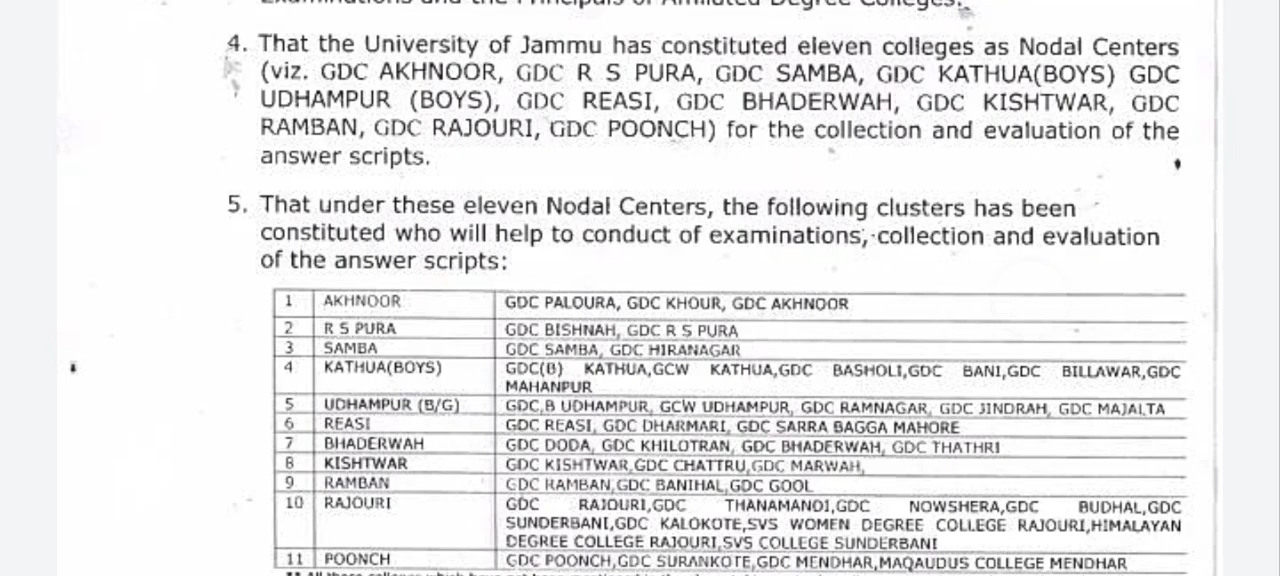 Examinations and the Principals of Affiliated Degree Colleges.
4. That the University of Jammu has constituted eleven colleges as Nodal Centers
(viz. GDC AKHNOOR, GDC R S PURA, GDC SAMBA, GDC KATHUA(BOYS) GDC
UDHAMPUR (BOYS), GDC REASI, GDC BHADERWAH, GDC KISHTWAR, GDC
RAMBAN, GDC RAJOURI, GDC POONCH) for the collection and evaluation of the
answer scripts.
5. That under these eleven Nodal Centers, the following clusters has been
constituted who will help to conduct of examinations, collection and evaluation
of the answer scripts:
1 AKHNOOR GDC PALOURA, GDC KHOUR, GDC AKHNOOR
2 R S PURA GDC BISHNAH, GDC R S PURA
3 SAMBA GDC SAMBA, GDC HIRANAGAR
4 KATHUA(BOYS) GDC(B) KATHUA,GCW KATHUA,GDC BASHOLI,GDC BANI,GDC BILLAWAR,GDC
MAHANPUR
5 UDHAMPUR (B/G) GDC,B UDHAMPUR, GCW UDHAMPUR, GDC RAMNAGAR, GDC JINDRAH, GDC MAJALTA
6 REASI GDC REASI, GDC DHARMARI, GDC SARRA BAGGA MAHORE
7 BHADERWAH GDC DODA, GDC KHILOTRAN, GDC BHADERWAH, GDC THATHRI
8 KISHTWAR GDC KISHTWAR,GDC CHATTRU,GDC MARWAH,
9 RAMBAN GDC RAMBAN,GDC BANIHAL,GDC GOOL
10 RAJOURI GDC RAJOURI,GDC THANAMANDI,GDC NOWSHERA,GDC BUDHAL,GDC
SUNDERBANI,GDC KALOKOTE,SVS WOMEN DEGREE COLLEGE RAJOURI,HIMALAYAN
DEGREE COLLEGE RAJOURI,SVS COLLEGE SUNDERBANI
11 POONCH GDC POONCH,GDC SURANKOTE,GDC MENDHAR,MAQAUDUS COLLEGE MENDHAR